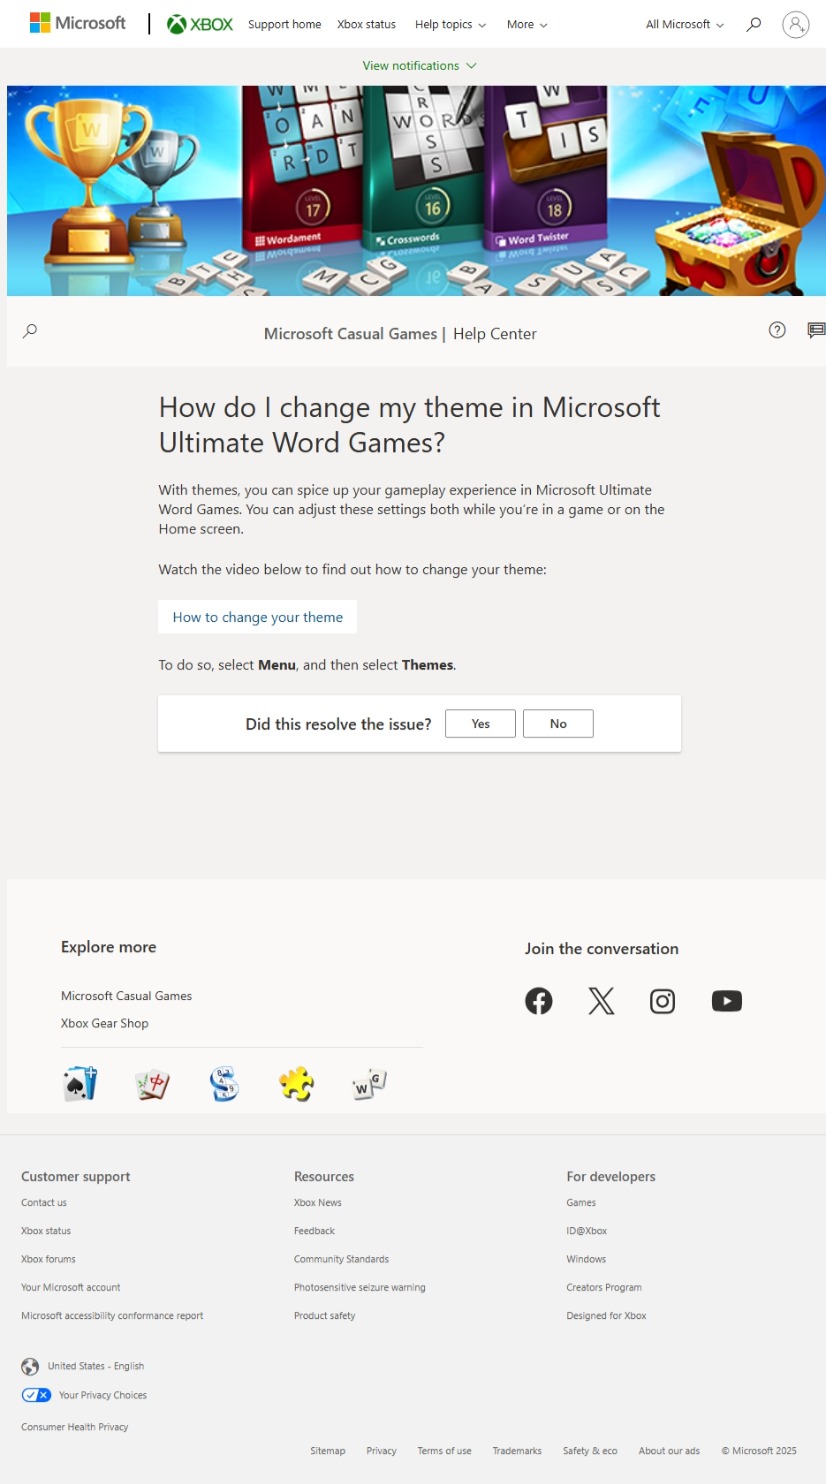 Microsoft
XBOX
Support home
Xbox status
Help topics
More
All Microsoft
View notifications
W
W
W M
O A N
R D T
LEVEL
17
Wordament
C
R
W O R D
S
S
LEVEL
16
Crosswords
W
T
I S
LEVEL
18
Word Twister
F U
B T U H
M C G
B A
S U A S C
Microsoft Casual Games | Help Center
How do I change my theme in Microsoft
Ultimate Word Games?
With themes, you can spice up your gameplay experience in Microsoft Ultimate
Word Games. You can adjust these settings both while you're in a game or on the
Home screen.
Watch the video below to find out how to change your theme:
How to change your theme
To do so, select Menu, and then select Themes.
Did this resolve the issue?
Yes
No
Explore more
Join the conversation
Microsoft Casual Games
Xbox Gear Shop
中
W G
Customer support
Resources
For developers
Contact us
Xbox News
Games
Xbox status
Feedback
ID@Xbox
Xbox forums
Community Standards
Windows
Your Microsoft account
Photosensitive seizure warning
Creators Program
Microsoft accessibility conformance report
Product safety
Designed for Xbox
United States - English
Your Privacy Choices
Consumer Health Privacy
Sitemap
Privacy
Terms of use
Trademarks
Safety & eco
About our ads
© Microsoft 2025